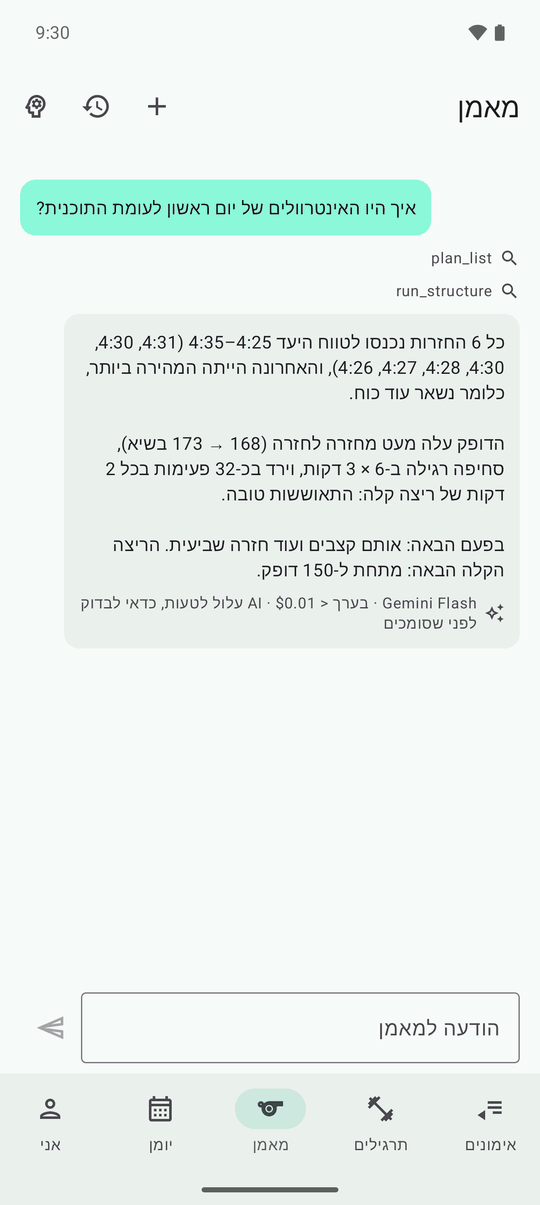 9:30
מאמן
איך היו האינטרוולים של יום ראשון לעומת התוכנית?
plan_list
run_structure
כל 6 החזרות נכנסו לטווח היעד 4:25–4:35 (4:31, 4:30,
4:30, 4:28, 4:27, 4:26), והאחרונה הייתה המהירה ביותר,
כלומר נשאר עוד כוח.
הדופק עלה מעט מחזרה לחזרה (168 → 173 בשיא),
סחיפה רגילה ב-6 × 3 דקות, וירד בכ-32 פעימות בכל 2
דקות של ריצה קלה: התאוששות טובה.
בפעם הבאה: אותם קצבים ועוד חזרה שביעית. הריצה
הקלה הבאה: מתחת ל-150 דופק.
Gemini Flash · בערך < $0.01 · AI עלול לטעות, כדאי לבדוק
לפני שסומכים
הודעה למאמן
אימונים
תרגילים
מאמן
יומן
אני